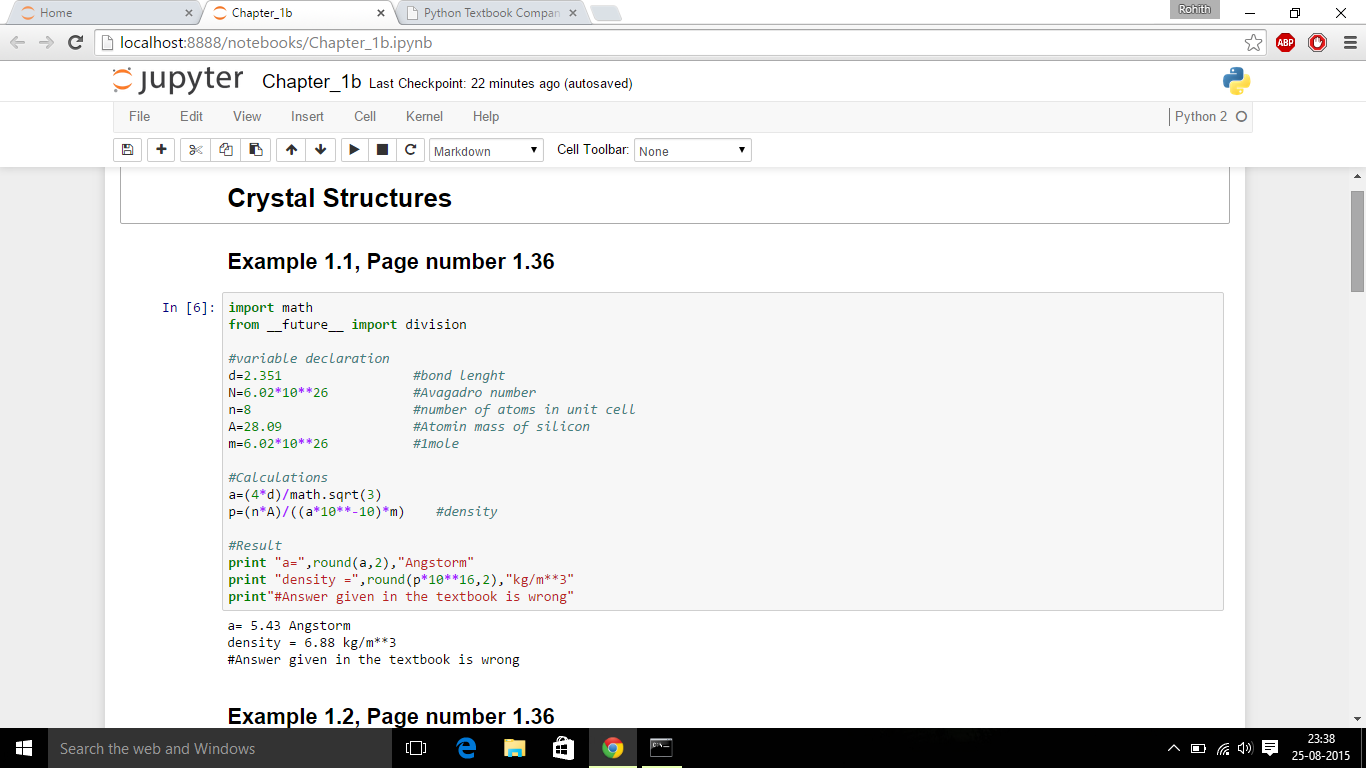 Home
Chapter_1b
Python Textbook Compan
Rohith
localhost:8888/notebooks/Chapter_1b.ipynb
ABP
jupyter Chapter_1b Last Checkpoint: 22 minutes ago (autosaved)
File Edit View Insert Cell Kernel Help Python 2
Markdown Cell Toolbar: None
Crystal Structures
Example 1.1, Page number 1.36
In [6]: import math
from __future__ import division
#variable declaration
d=2.351 #bond lenght
N=6.02*10**26 #Avagadro number
n=8 #number of atoms in unit cell
A=28.09 #Atomin mass of silicon
m=6.02*10**26 #1mole
#Calculations
a=(4*d)/math.sqrt(3)
p=(n*A)/((a*10**-10)*m) #density
#Result
print "a=",round(a,2),"Angstorm"
print "density =",round(p*10**16,2),"kg/m**3"
print"#Answer given in the textbook is wrong"
a= 5.43 Angstorm
density = 6.88 kg/m**3
#Answer given in the textbook is wrong
Example 1.2, Page number 1.36
Search the web and Windows
23:38
25-08-2015